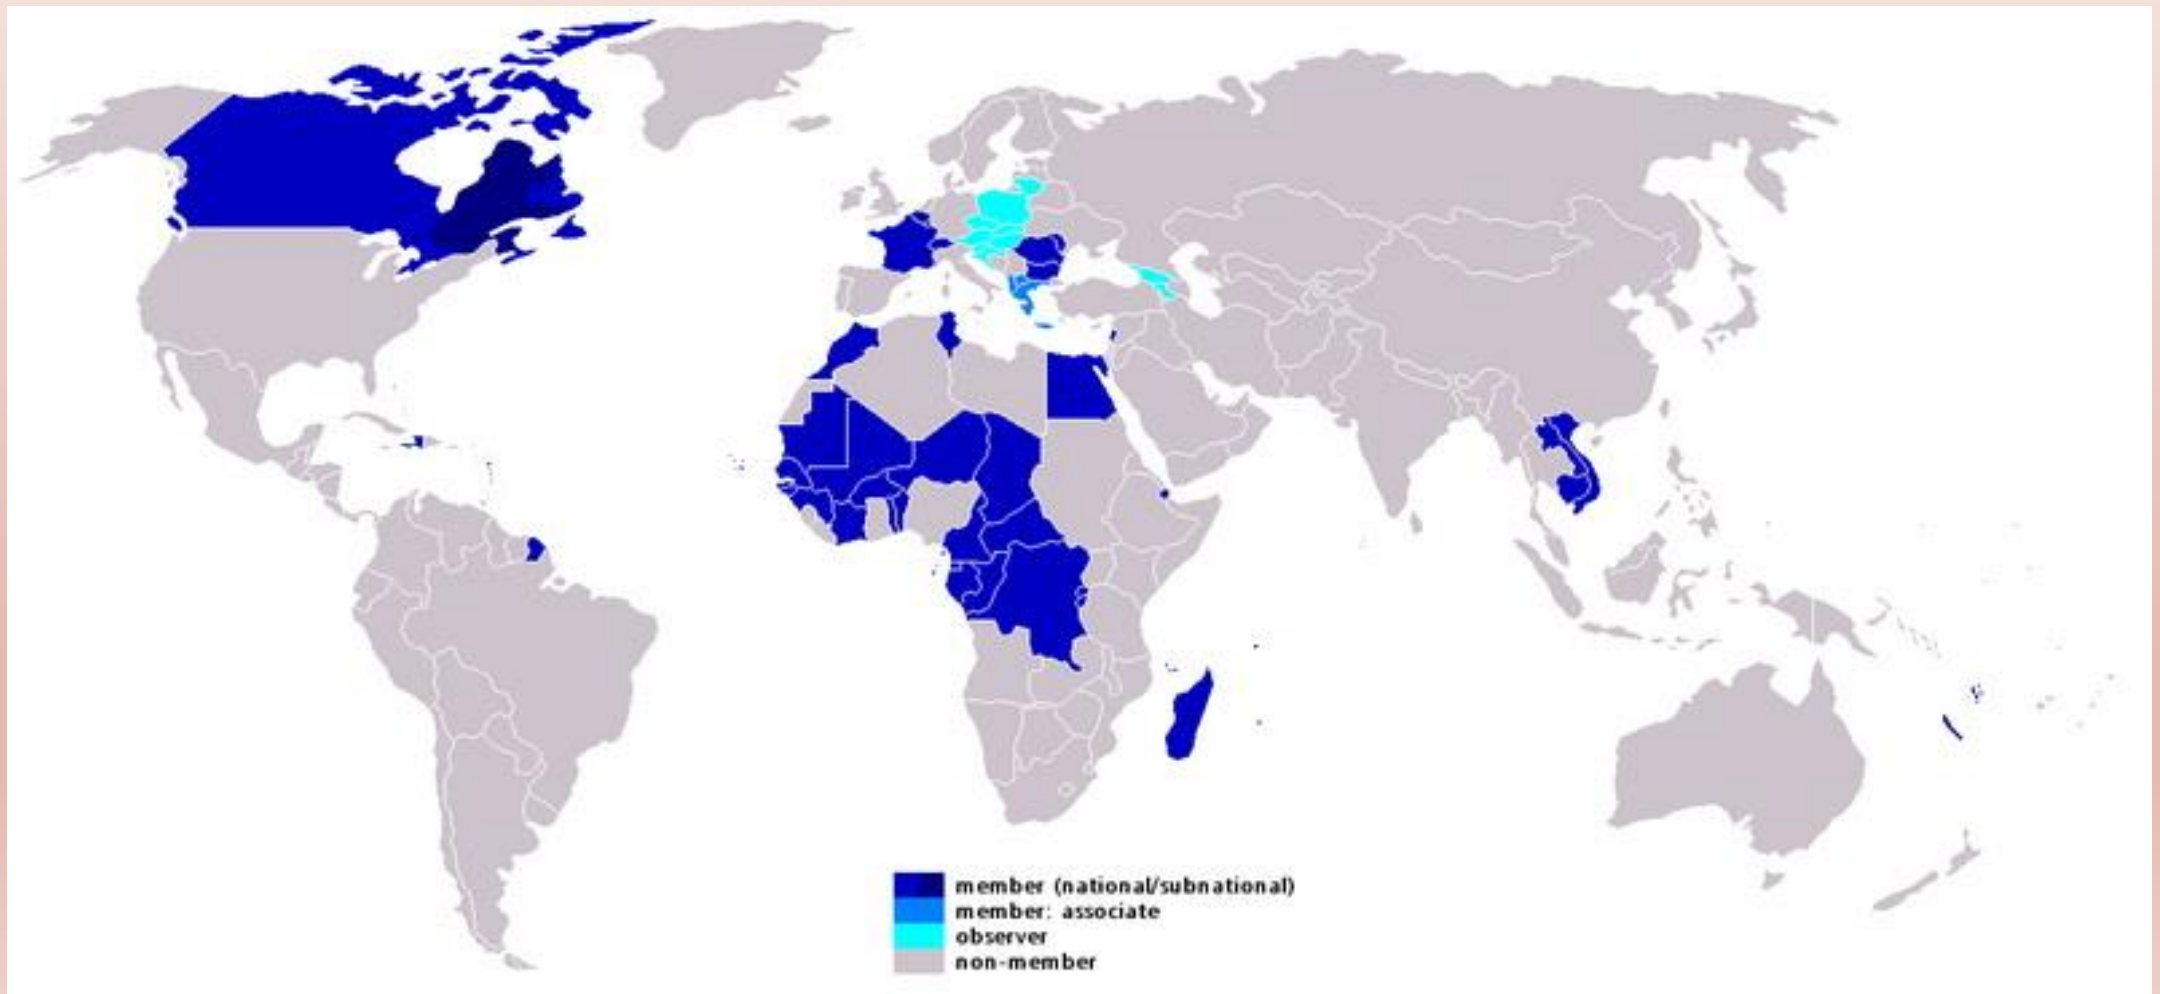 member (national/subnational)
member: associate
observer
non-member